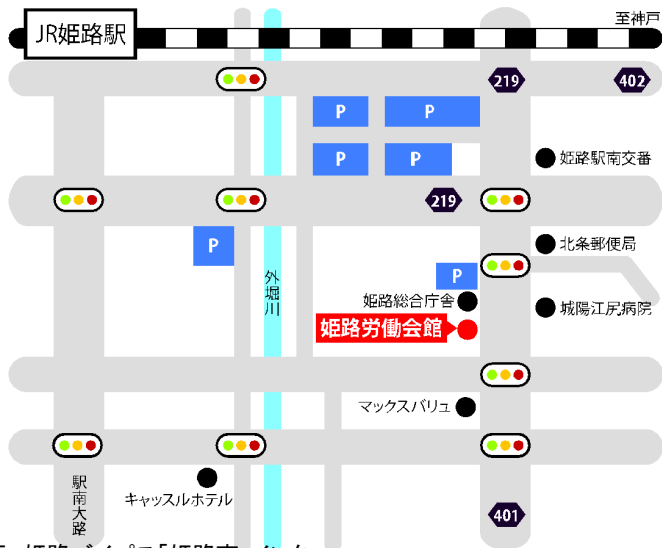 至神戸
JR姫路駅
219
402
P
P
姫路駅南交番
P
P
219
北条郵便局
P
P
外堀川
姫路総合庁舎
城陽江尻病院
姫路労働会館
マックスバリュ
駅南大路
キャッスルホテル
401